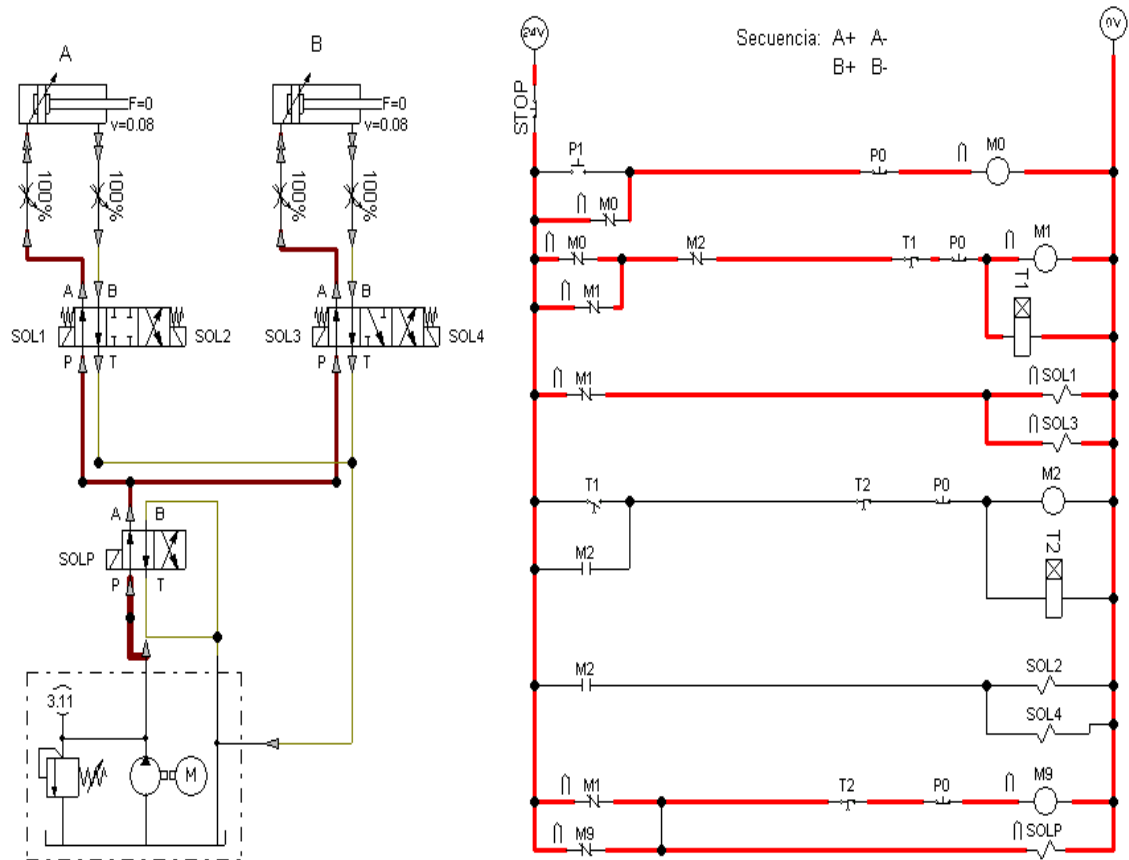 A
B
F=0
v=0.08
F=0
v=0.08
100%
100%
100%
100%
A
B
A
B
SOL1
SOL2
SOL3
SOL4
P
T
P
T
A
B
SOLP
P
T
3.11
M
24V
0V
Secuencia: A+ A-
B+ B-
STOP
P1
P0
M0
M0
M0
M2
T1
P0
M1
M1
T1
M1
SOL1
SOL3
T1
T2
P0
M2
M2
T2
M2
SOL2
SOL4
M1
T2
P0
M9
M9
SOLP